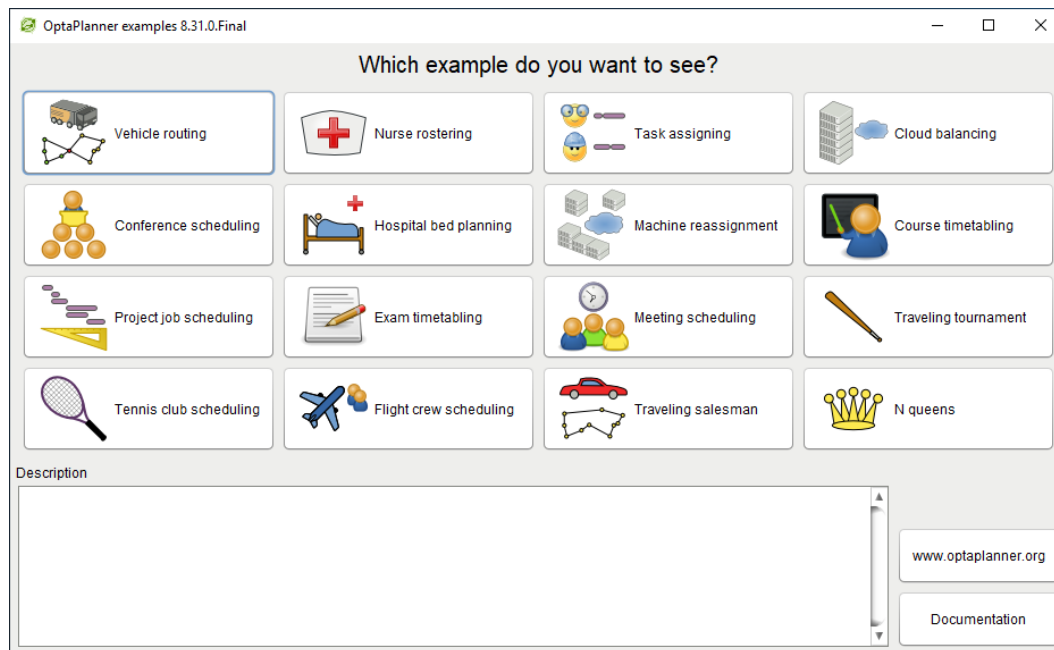 OptaPlanner examples 8.31.0.Final
Which example do you want to see?
Vehicle routing
Nurse rostering
Task assigning
Cloud balancing
Conference scheduling
Hospital bed planning
Machine reassignment
Course timetabling
Project job scheduling
Exam timetabling
Meeting scheduling
Traveling tournament
Tennis club scheduling
Flight crew scheduling
Traveling salesman
N queens
Description
www.optaplanner.org
Documentation